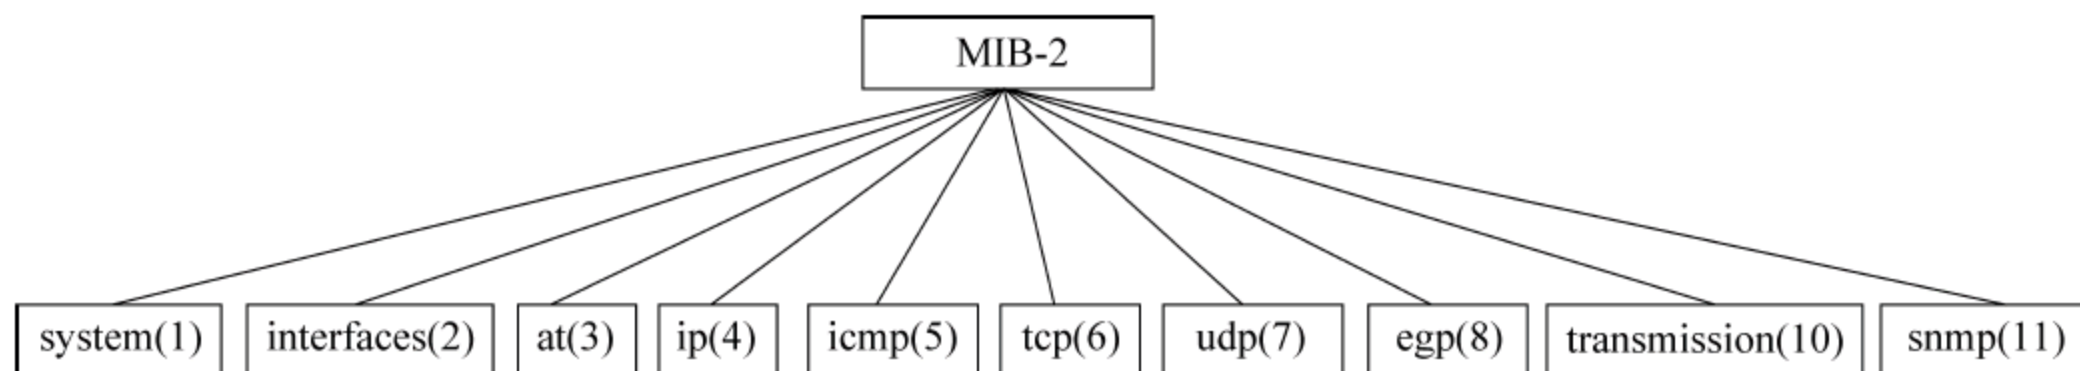 MIB-2
system(1)
interfaces(2)
at(3)
ip(4)
icmp(5)
tcp(6)
udp(7)
egp(8)
transmission(10)
snmp(11)